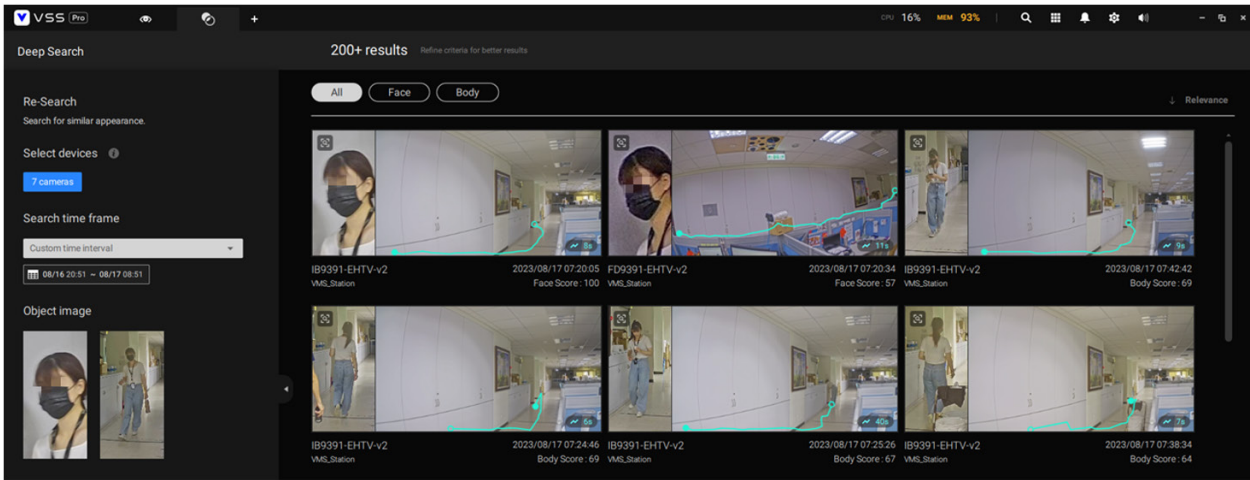 VSS Pro
CPU 16% MEM 93%
Deep Search
200+ results Refine criteria for better results
Re-Search
Search for similar appearance.
Select devices
7 cameras
Search time frame
Custom time interval
08/16 20:51 ~ 08/17 08:51
Object image
All Face Body
Relevance
8s
IB9391-EHTV-v2 2023/08/17 07:20:05
VMS_Station Face Score : 100
11s
FD9391-EHTV-v2 2023/08/17 07:20:34
VMS_Station Face Score : 57
9s
IB9391-EHTV-v2 2023/08/17 07:42:42
VMS_Station Body Score : 69
6s
IB9391-EHTV-v2 2023/08/17 07:24:46
VMS_Station Body Score : 69
40s
IB9391-EHTV-v2 2023/08/17 07:25:26
VMS_Station Body Score : 67
7s
IB9391-EHTV-v2 2023/08/17 07:38:34
VMS_Station Body Score : 64